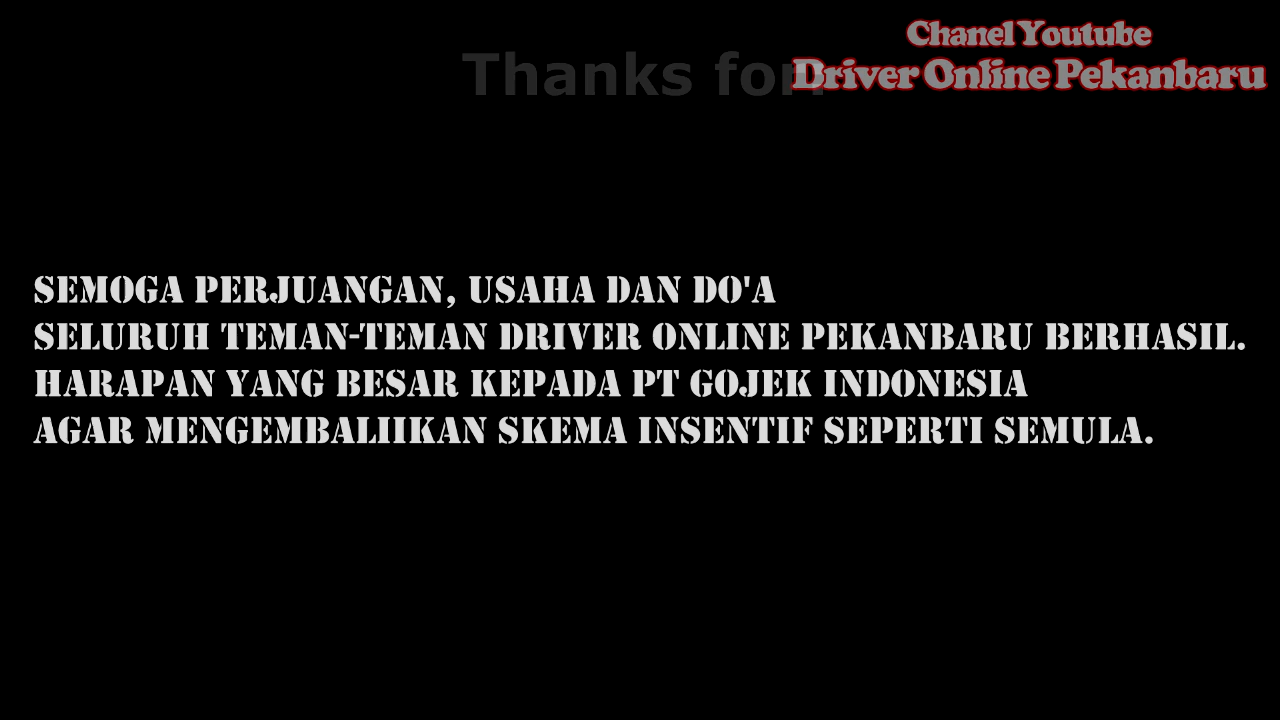 Chanel Youtube
Thanks for
Driver Online Pekanbaru
SEMOGA PERJUANGAN, USAHA DAN DO'A
SELURUH TEMAN-TEMAN DRIVER ONLINE PEKANBARU BERHASIL.
HARAPAN YANG BESAR KEPADA PT GOJEK INDONESIA
AGAR MENGEMBALIIKAN SKEMA INSENTIF SEPERTI SEMULA.